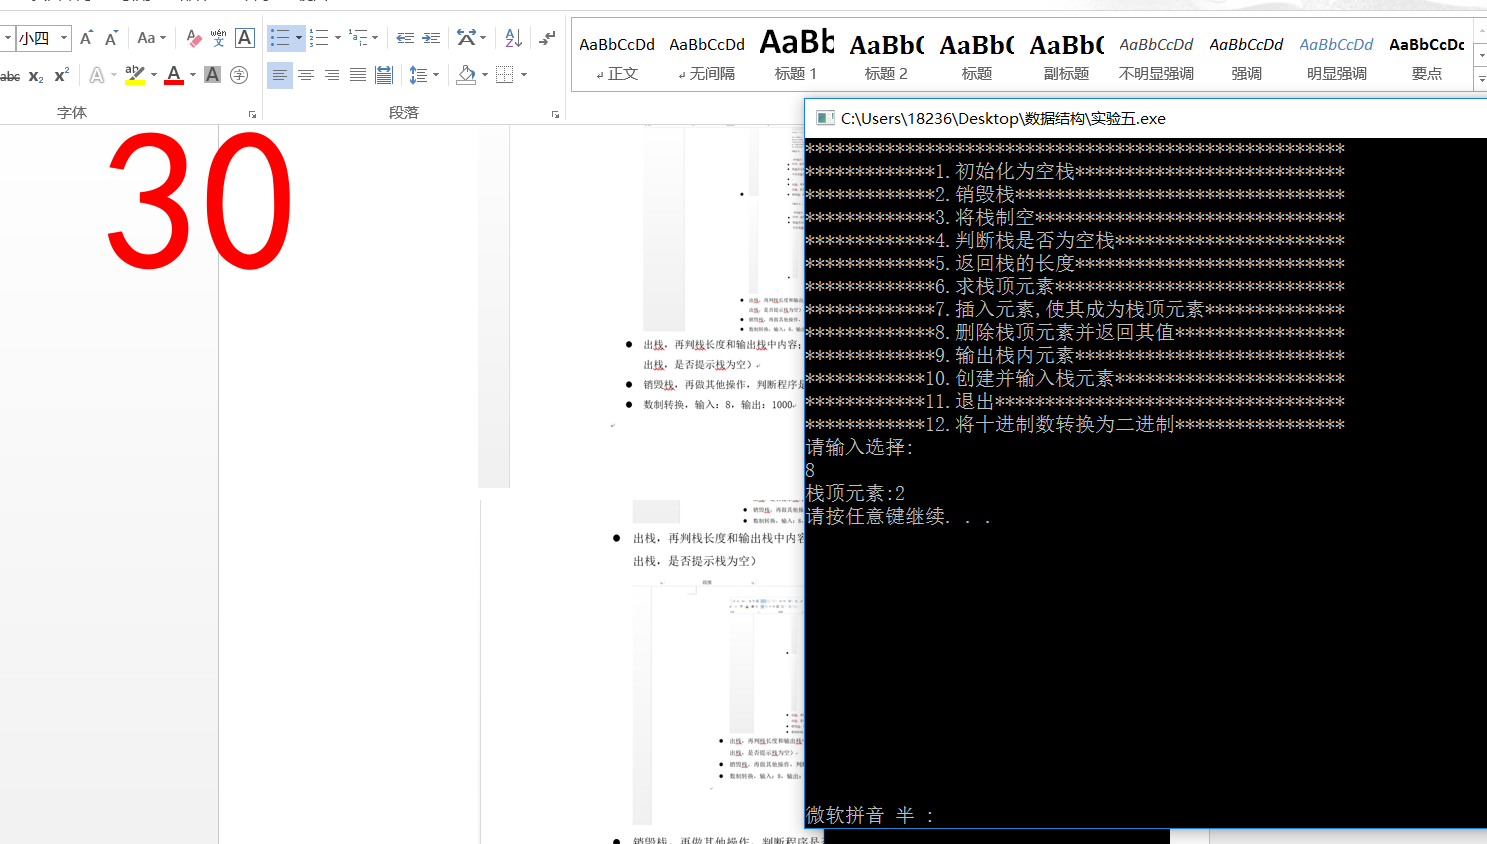 小四
Aa
wén
文
A
abc
x₂
x²
A
ab
A
A
字
字体
段落
AaBbCcDd
AaBbCcDd
AaBb
AaBb(
AaBb(
AaBb(
AaBbCcDd
AaBbCcDd
AaBbCcDd
AaBbCcDc
正文
无间隔
标题 1
标题 2
标题
副标题
不明显强调
强调
明显强调
要点
30
出栈,再判栈长度和输出栈中内容;
出栈,是否提示栈为空)
销毁栈,再做其他操作,判断程序是
数制转换,输入:8,输出:1000
出栈,再判栈长度和输出栈中内容
出栈,是否提示栈为空)
销毁栈,再做其他操作,判断程序是
C:\Users\18236\Desktop\数据结构\实验五.exe
******************************************************
*************1.初始化为空栈***************************
*************2.销毁栈*********************************
*************3.将栈制空*******************************
*************4.判断栈是否为空栈***********************
*************5.返回栈的长度***************************
*************6.求栈顶元素*****************************
*************7.插入元素,使其成为栈顶元素**************
*************8.删除栈顶元素并返回其值*****************
*************9.输出栈内元素***************************
************10.创建并输入栈元素***********************
************11.退出***********************************
************12.将十进制数转换为二进制*****************
请输入选择:
8
栈顶元素:2
请按任意键继续. . .
微软拼音 半 :